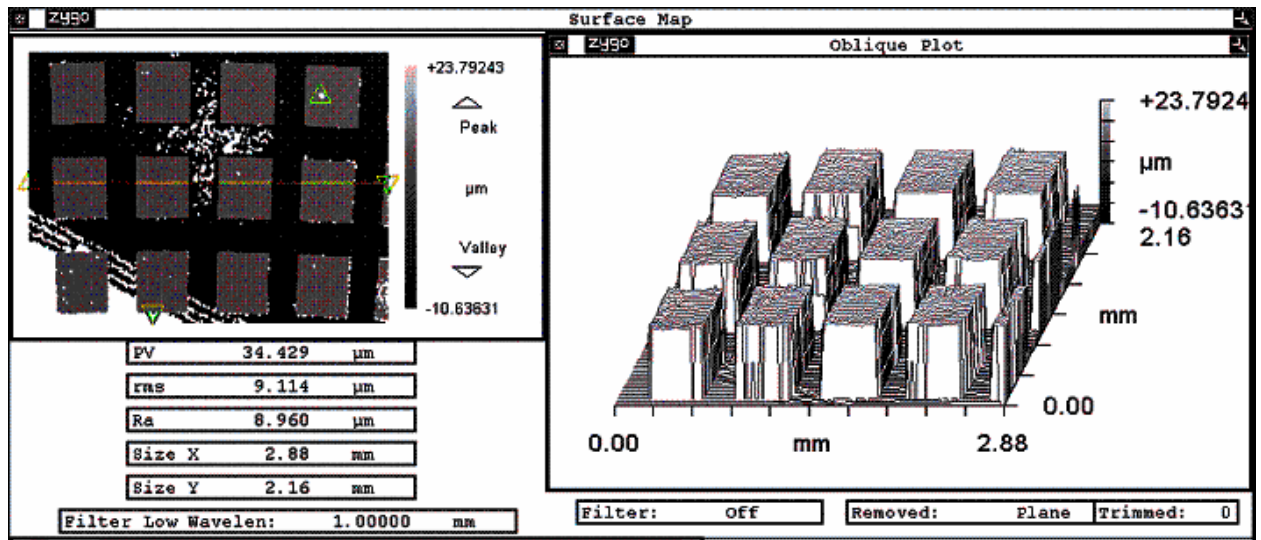 zygo
Surface Map
+23.79243
Peak
µm
Valley
-10.63631
PV 34.429 µm
rms 9.114 µm
Ra 8.960 µm
Size X 2.88 mm
Size Y 2.16 mm
Filter Low Wavelen: 1.00000 mm
zygo
Oblique Plot
+23.7924
µm
-10.6363
2.16
mm
0.00
0.00 mm 2.88
Filter: Off
Removed: Plane
Trimmed: 0